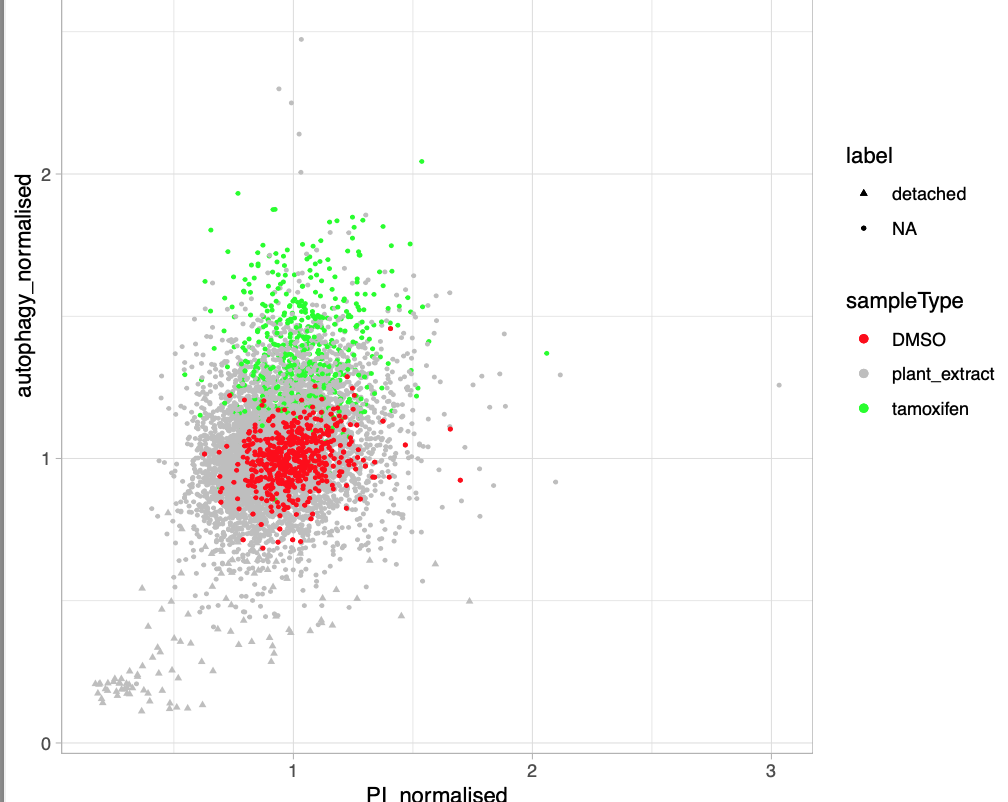 autophagy_normalised
2
1
0
1
2
3
PI_normalised
label
detached
NA
sampleType
DMSO
plant_extract
tamoxifen